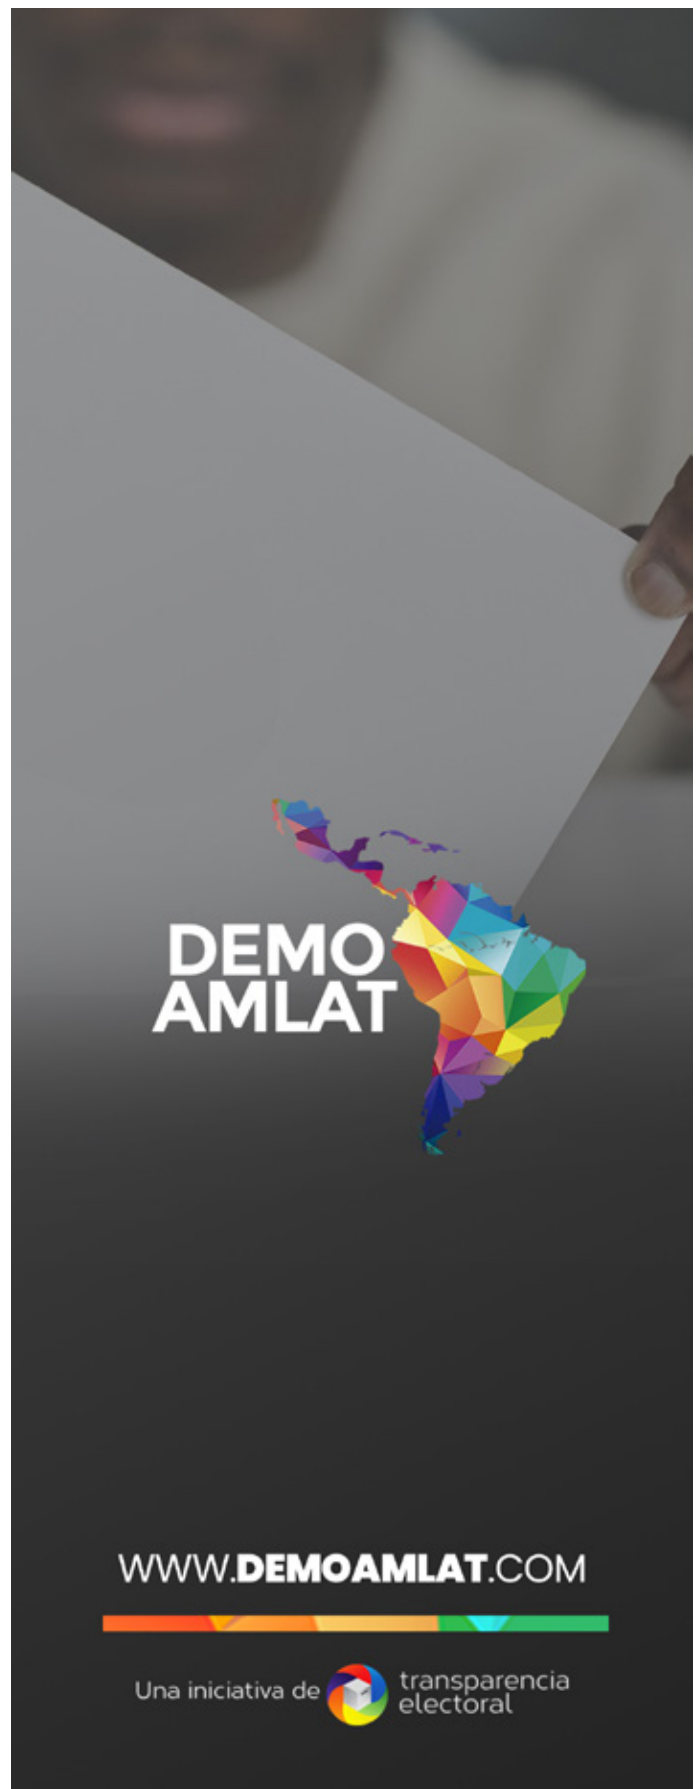 DEMO
AMLAT
WWW.DEMOAMLAT.COM
Una iniciativa de transparencia
electoral